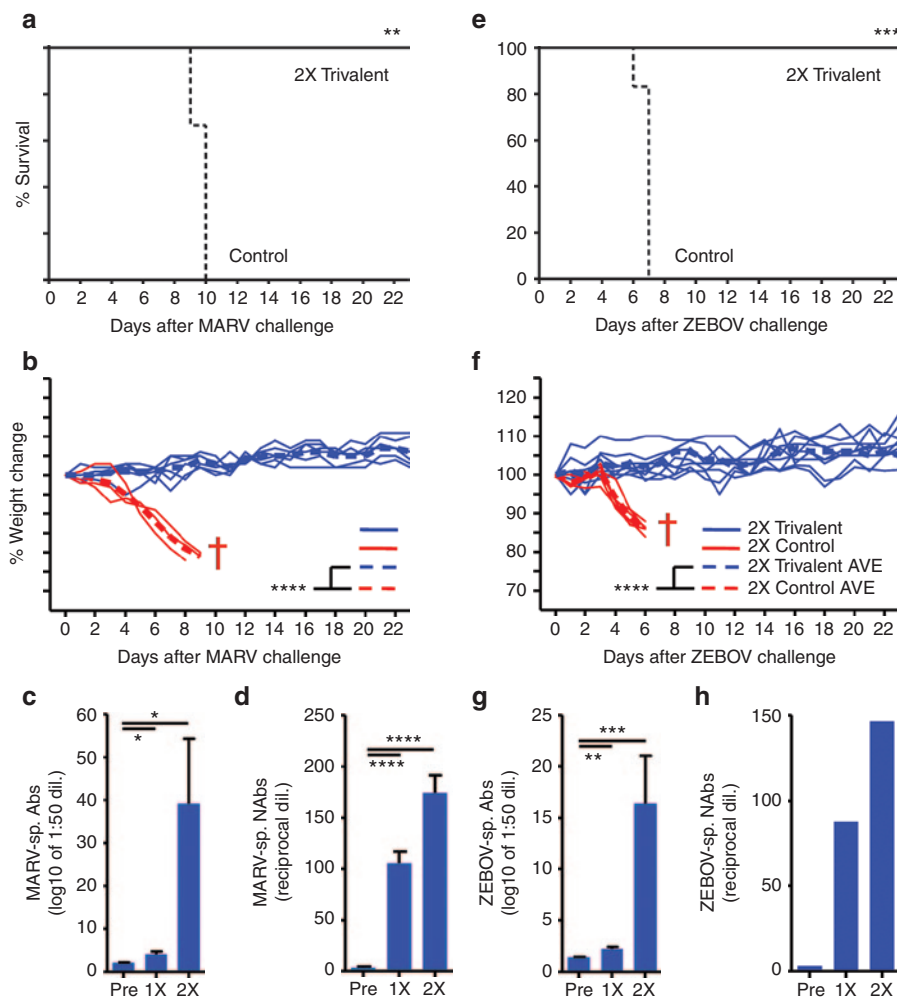 a
**
2X Trivalent
% Survival
Control
0 2 4 6 8 10 12 14 16 18 20 22
Days after MARV challenge
e
***
100
80
60
40
20
0
2X Trivalent
Control
0 2 4 6 8 10 12 14 16 18 20 22
Days after ZEBOV challenge
b
% Weight change
†
****
0 2 4 6 8 10 12 14 16 18 20 22
Days after MARV challenge
f
120
110
100
90
80
70
†
2X Trivalent
2X Control
2X Trivalent AVE
**** 2X Control AVE
0 2 4 6 8 10 12 14 16 18 20 22
Days after ZEBOV challenge
c
MARV-sp. Abs
(log10 of 1:50 dil.)
60
50
40
30
20
10
0
*
*
Pre 1X 2X
d
MARV-sp. NAbs
(reciprocal dil.)
250
200
150
100
50
0
****
****
Pre 1X 2X
g
ZEBOV-sp. Abs
(log10 of 1:50 dil.)
25
20
15
10
5
0
***
**
Pre 1X 2X
h
ZEBOV-sp. NAbs
(reciprocal dil.)
150
100
50
0
Pre 1X 2X